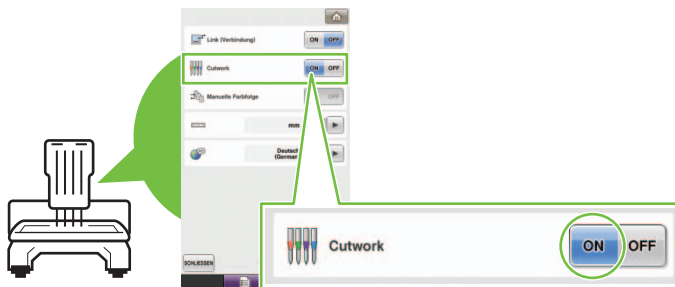 Link (Verbindung) ON OFF
Cutwork ON OFF
Manuelle Farbfolge OFF
mm
Deutsch
(German
SCHLIESSEN
Cutwork ON OFF